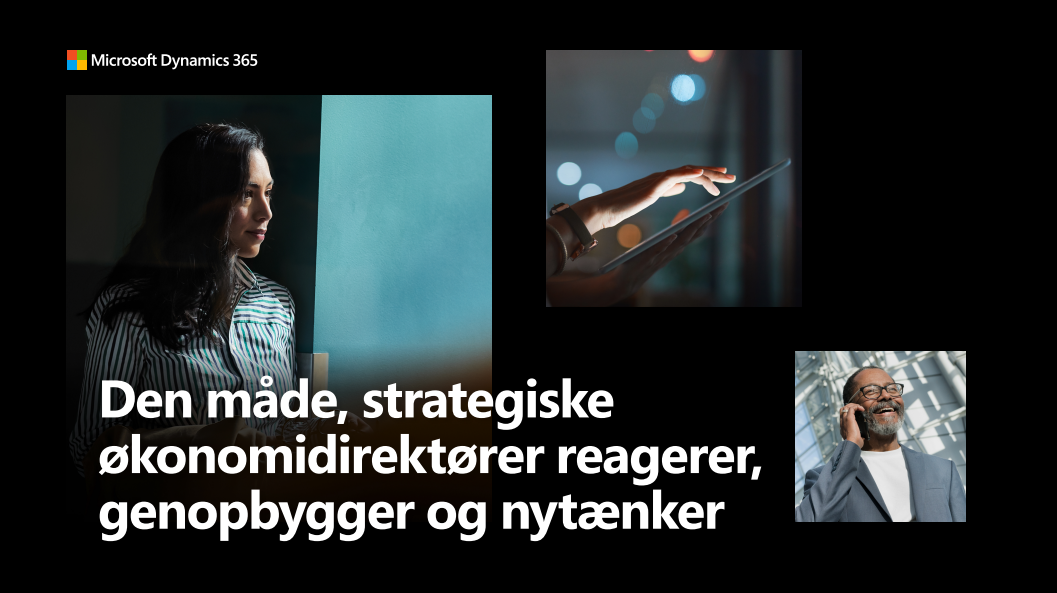 Microsoft Dynamics 365
Den måde, strategiske
økonomidirektører reagerer,
genopbygger og nytænker